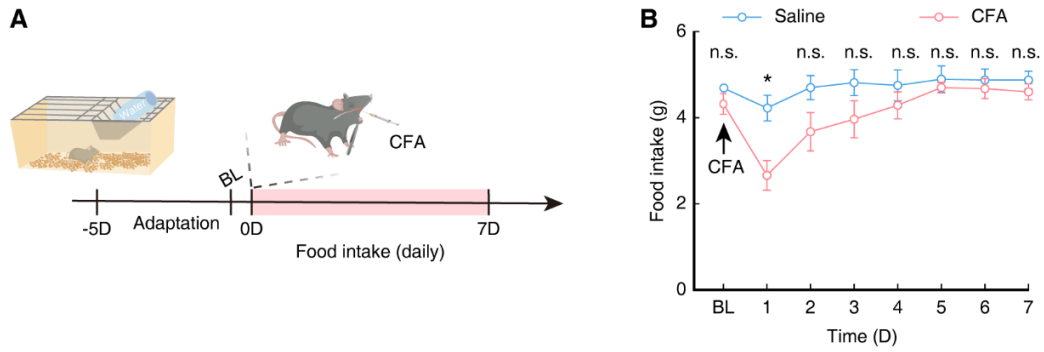 A
Water
CFA
BL
-5D
Adaptation
0D
7D
Food intake (daily)
B
Saline
CFA
6
n.s.
*
n.s.
n.s.
n.s.
n.s.
n.s.
n.s.
4
CFA
Food intake (g)
2
0
BL
1
2
3
4
5
6
7
Time (D)